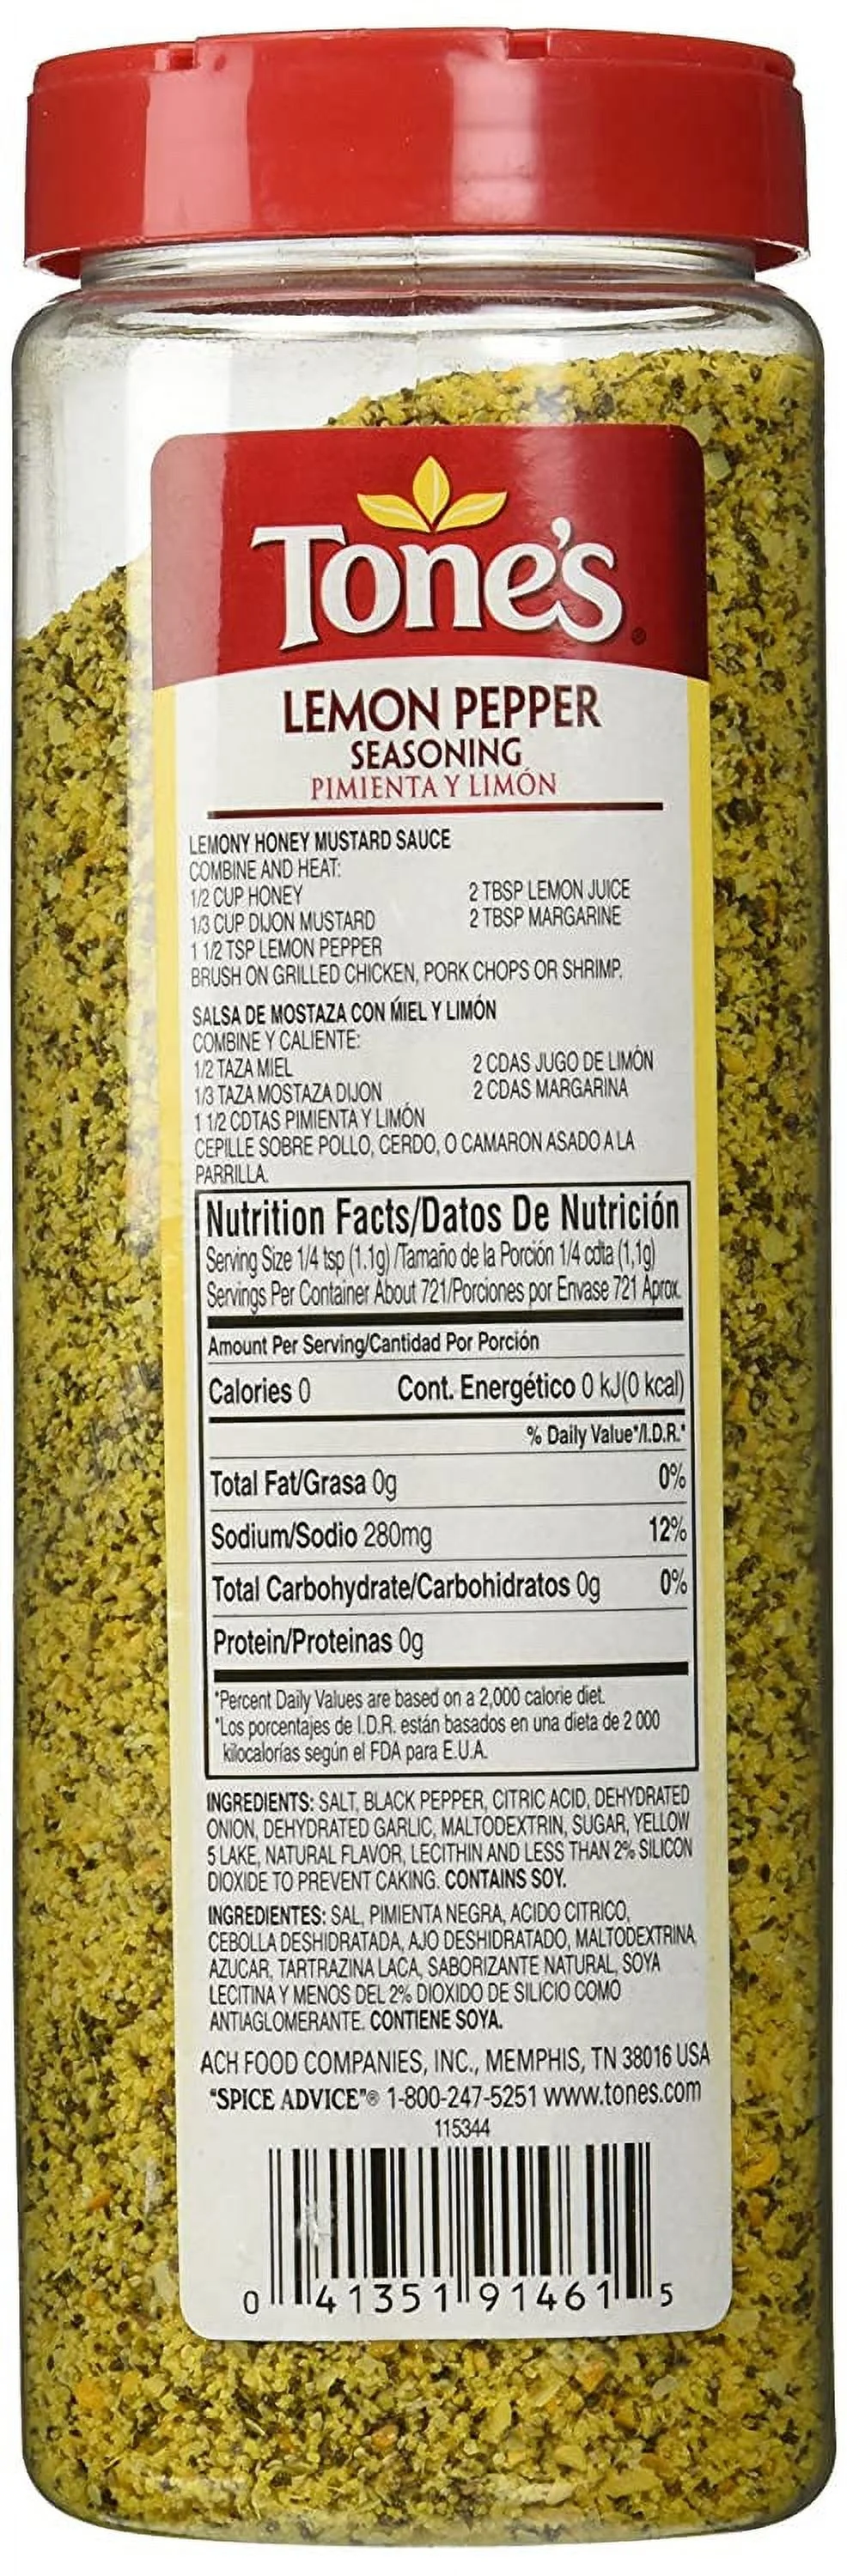 TONE'S®
LEMON PEPPER
SEASONING
PIMIENTA Y LIMÓN
LEMONY HONEY MUSTARD SAUCE
COMBINE AND HEAT:
1/2 CUP HONEY 2 TBSP LEMON JUICE
1/3 CUP DIJON MUSTARD 2 TBSP MARGARINE
1 1/2 TSP LEMON PEPPER
BRUSH ON GRILLED CHICKEN, PORK CHOPS OR SHRIMP.
SALSA DE MOSTAZA CON MIEL Y LIMÓN
COMBINE Y CALIENTE:
1/2 TAZA MIEL 2 CDAS JUGO DE LIMÓN
1/3 TAZA MOSTAZA DIJON 2 CDAS MARGARINA
1 1/2 CDTAS PIMIENTA Y LIMÓN
CEPILLE SOBRE POLLO, CERDO, O CAMARON ASADO A LA
PARRILLA.
Nutrition Facts/Datos De Nutrición
Serving Size 1/4 tsp (1.1g) /Tamaño de la Porción 1/4 cdta (1,1g)
Servings Per Container About 721/Porciones por Envase 721 Aprox.
Amount Per Serving/Cantidad Por Porción
Calories 0 Cont. Energético 0 kJ(0 kcal)
% Daily Value*/I.D.R.*
Total Fat/Grasa 0g 0%
Sodium/Sodio 280mg 12%
Total Carbohydrate/Carbohidratos 0g 0%
Protein/Proteinas 0g
*Percent Daily Values are based on a 2,000 calorie diet.
*Los porcentajes de I.D.R. están basados en una dieta de 2 000
kilocalorías según el FDA para E.U.A.
INGREDIENTS: SALT, BLACK PEPPER, CITRIC ACID, DEHYDRATED
ONION, DEHYDRATED GARLIC, MALTODEXTRIN, SUGAR, YELLOW
5 LAKE, NATURAL FLAVOR, LECITHIN AND LESS THAN 2% SILICON
DIOXIDE TO PREVENT CAKING. CONTAINS SOY.
INGREDIENTES: SAL, PIMIENTA NEGRA, ACIDO CITRICO,
CEBOLLA DESHIDRATADA, AJO DESHIDRATADO, MALTODEXTRINA,
AZUCAR, TARTRAZINA LACA, SABORIZANTE NATURAL, SOYA
LECITINA Y MENOS DEL 2% DIOXIDO DE SILICIO COMO
ANTIAGLOMERANTE. CONTIENE SOYA.
ACH FOOD COMPANIES, INC., MEMPHIS, TN 38016 USA
"SPICE ADVICE"® 1-800-247-5251 www.tones.com
115344
0 41351 91461 5